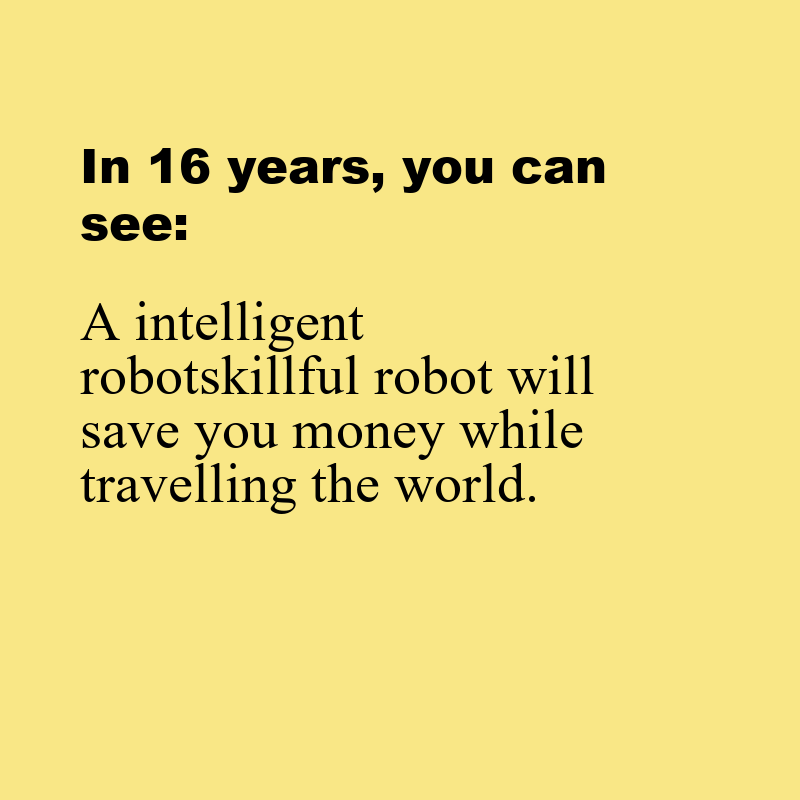 In 16 years, you can
see:
A intelligent
robotskillful robot will
save you money while
travelling the world.